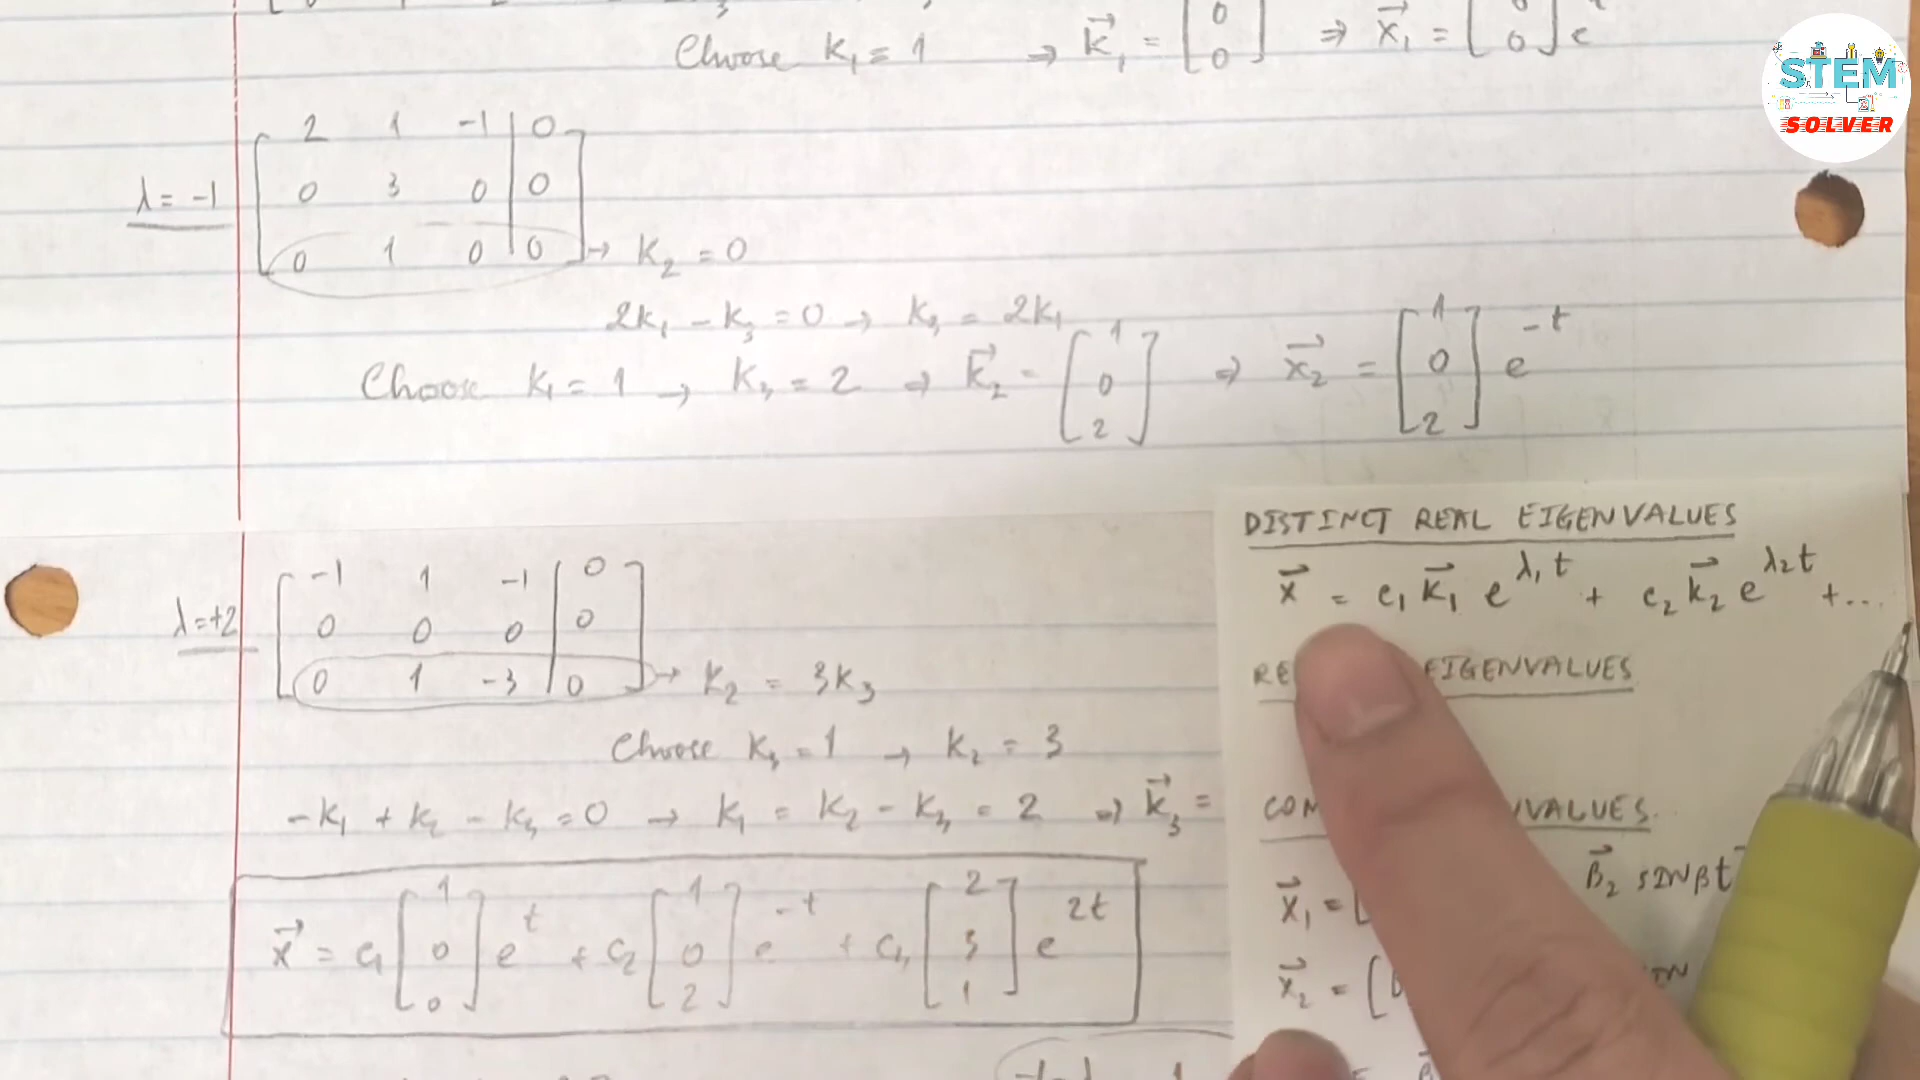 Choose k₁ = 1 → k⃗₁ = [ 0 0 ] ⇒ x⃗₁ = [ 0 ] e
STEM
SOLVER
λ = -1
2 1 -1 | 0
0 3 0 | 0
0 1 0 | 0 → k₂ = 0
2k₁ - k₃ = 0 → k₃ = 2k₁
Choose k₁ = 1 → k₃ = 2 ⇒ k⃗₂ = [ 1 0 2 ] ⇒ x⃗₂ = [ 1 0 2 ] e^-t
λ = +2
-1 1 -1 | 0
0 0 0 | 0
0 1 -3 | 0 → k₂ = 3k₃
Choose k₃ = 1 → k₂ = 3
-k₁ + k₂ - k₃ = 0 → k₁ = k₂ - k₃ = 2 ⇒ k⃗₃ =
x⃗ = c₁ [ 1 0 0 ] e^t + c₂ [ 1 0 2 ] e^-t + c₃ [ 2 3 1 ] e^2t
DISTINCT REAL EIGENVALUES
x⃗ = c₁ k⃗₁ e^λ₁t + c₂ k⃗₂ e^λ₂t + ...
EIGENVALUES
x⃗₁ = [ B⃗₂ SINβt
x⃗₂ = [